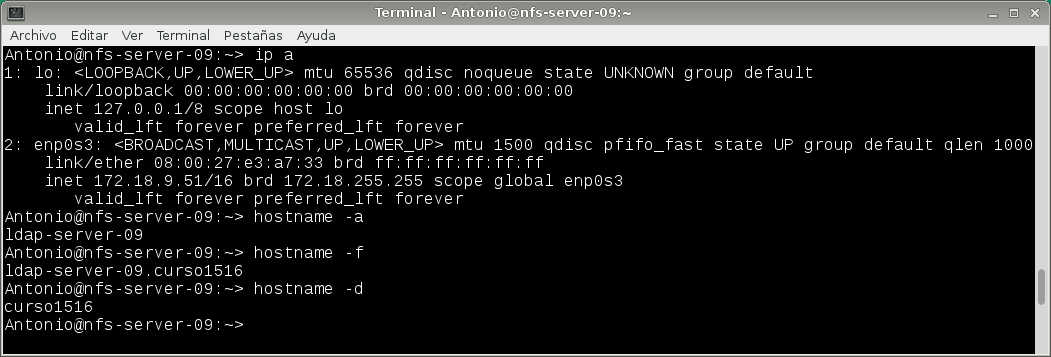 Terminal - Antonio@nfs-server-09:~
Archivo Editar Ver Terminal Pestañas Ayuda
Antonio@nfs-server-09:~> ip a
1: lo: <LOOPBACK,UP,LOWER_UP> mtu 65536 qdisc noqueue state UNKNOWN group default
    link/loopback 00:00:00:00:00:00 brd 00:00:00:00:00:00
    inet 127.0.0.1/8 scope host lo
       valid_lft forever preferred_lft forever
2: enp0s3: <BROADCAST,MULTICAST,UP,LOWER_UP> mtu 1500 qdisc pfifo_fast state UP group default qlen 1000
    link/ether 08:00:27:e3:a7:33 brd ff:ff:ff:ff:ff:ff
    inet 172.18.9.51/16 brd 172.18.255.255 scope global enp0s3
       valid_lft forever preferred_lft forever
Antonio@nfs-server-09:~> hostname -a
ldap-server-09
Antonio@nfs-server-09:~> hostname -f
ldap-server-09.curso1516
Antonio@nfs-server-09:~> hostname -d
curso1516
Antonio@nfs-server-09:~>